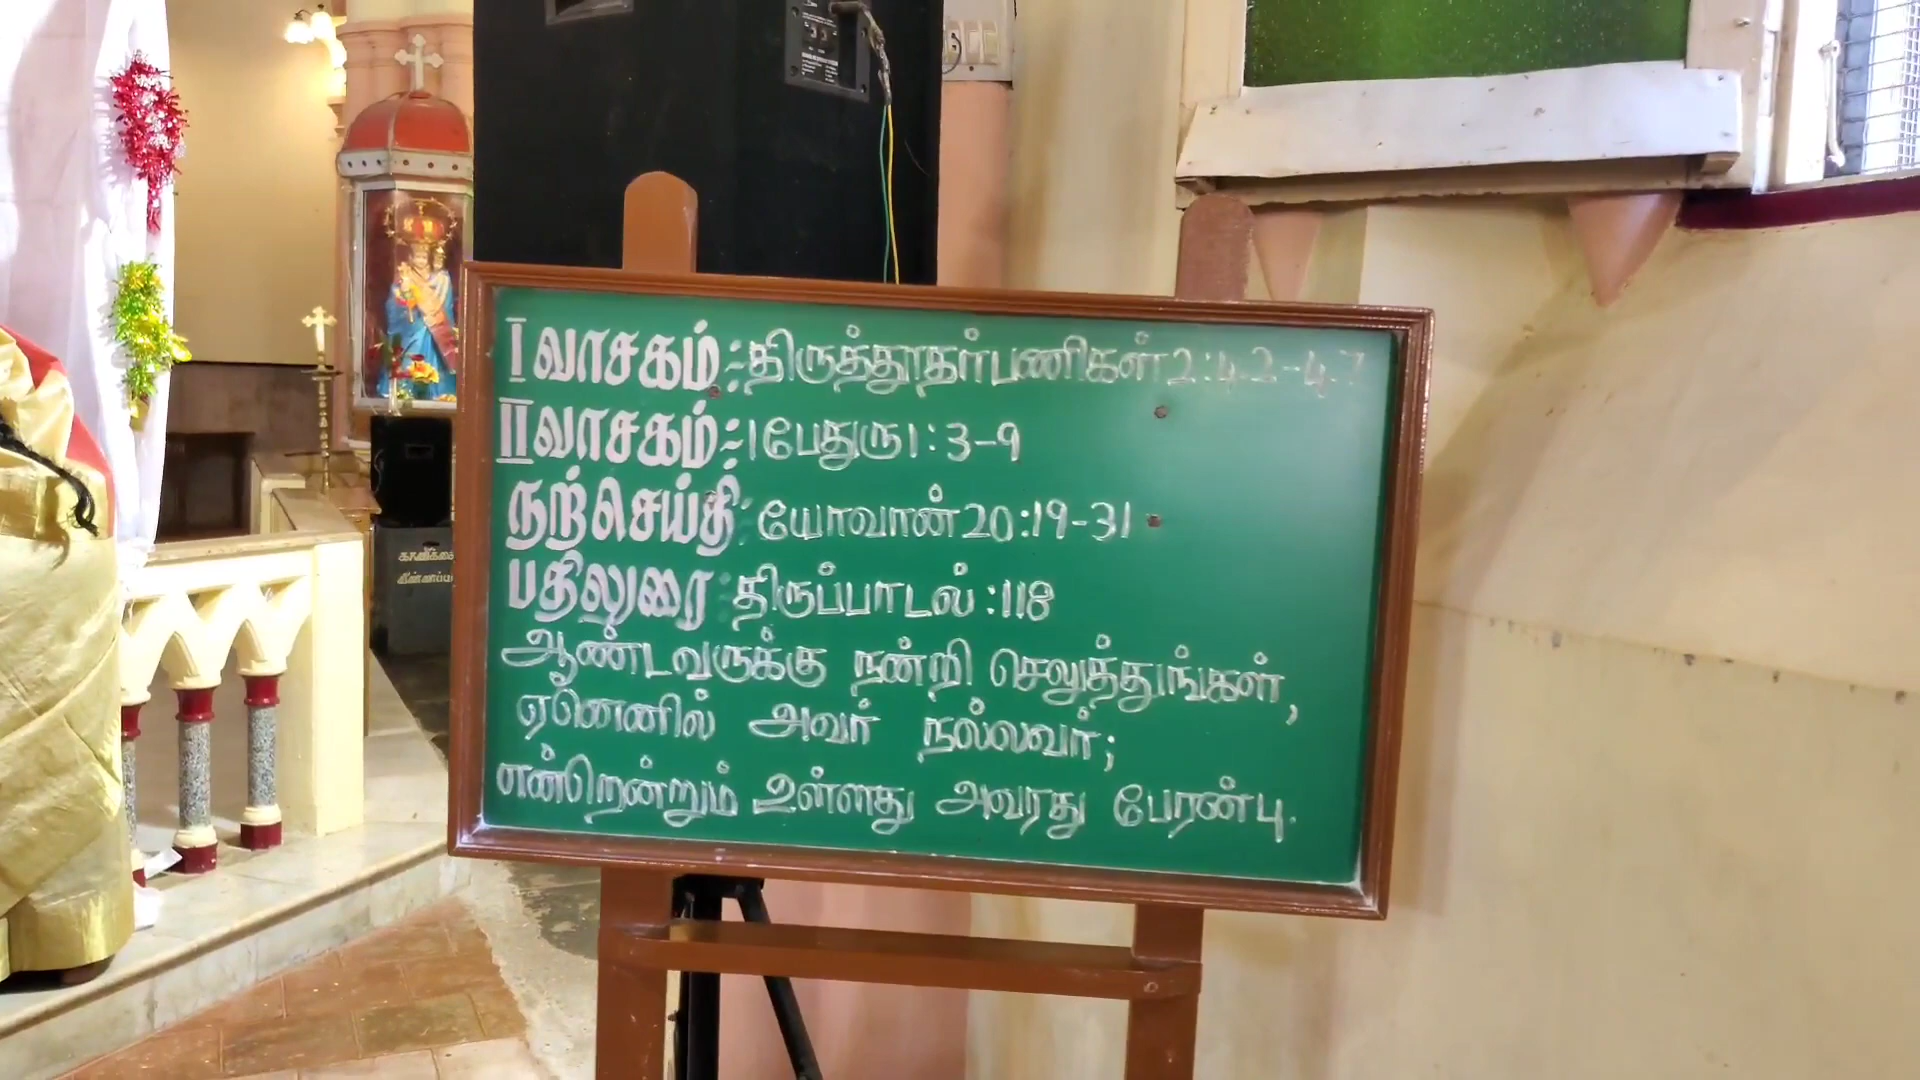 I வாசகம் :- திருத்தூதர்பணிகள் 2:42-47
II வாசகம் :- 1பேதுரு1:3-9
நற்செய்தி: யோவான் 20:19-31
பதிலுரை: திருப்பாடல் :118
ஆண்டவருக்கு நன்றி செலுத்துங்கள்,
ஏனெனில் அவர் நல்லவர்;
என்றென்றும் உள்ளது அவரது பேரன்பு.